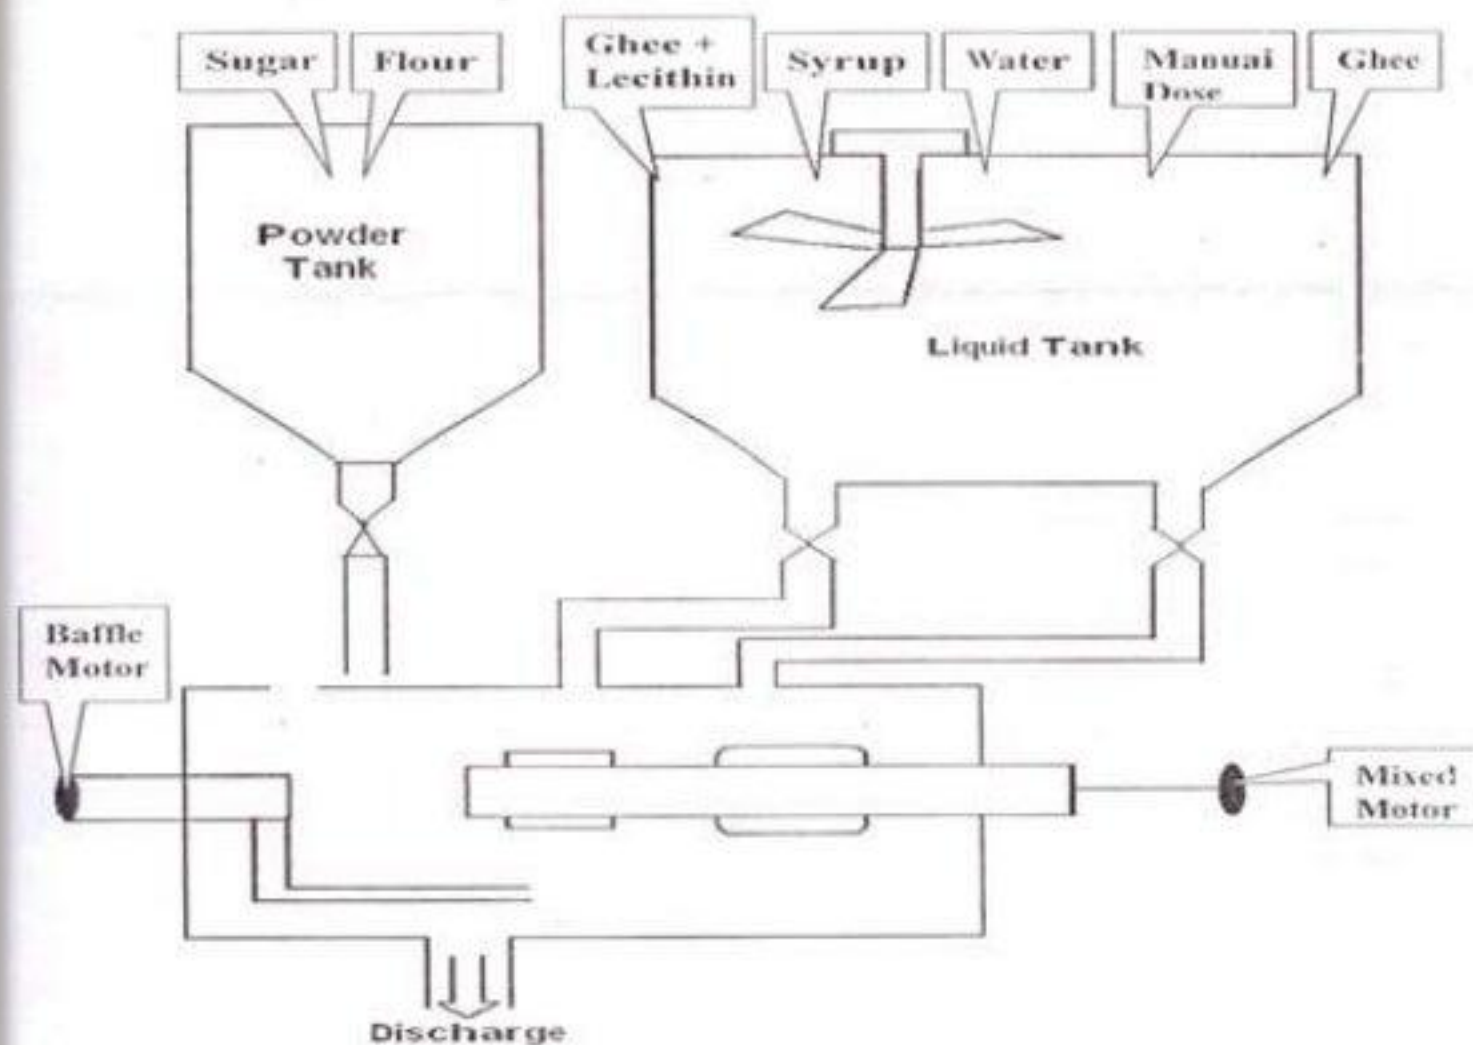 Sugar
Flour
Ghee +
Lecithin
Syrup
Water
Manuai
Dose
Ghee
Powder
Tank
Liquid Tank
Baffle
Motor
Mixed
Motor
Discharge